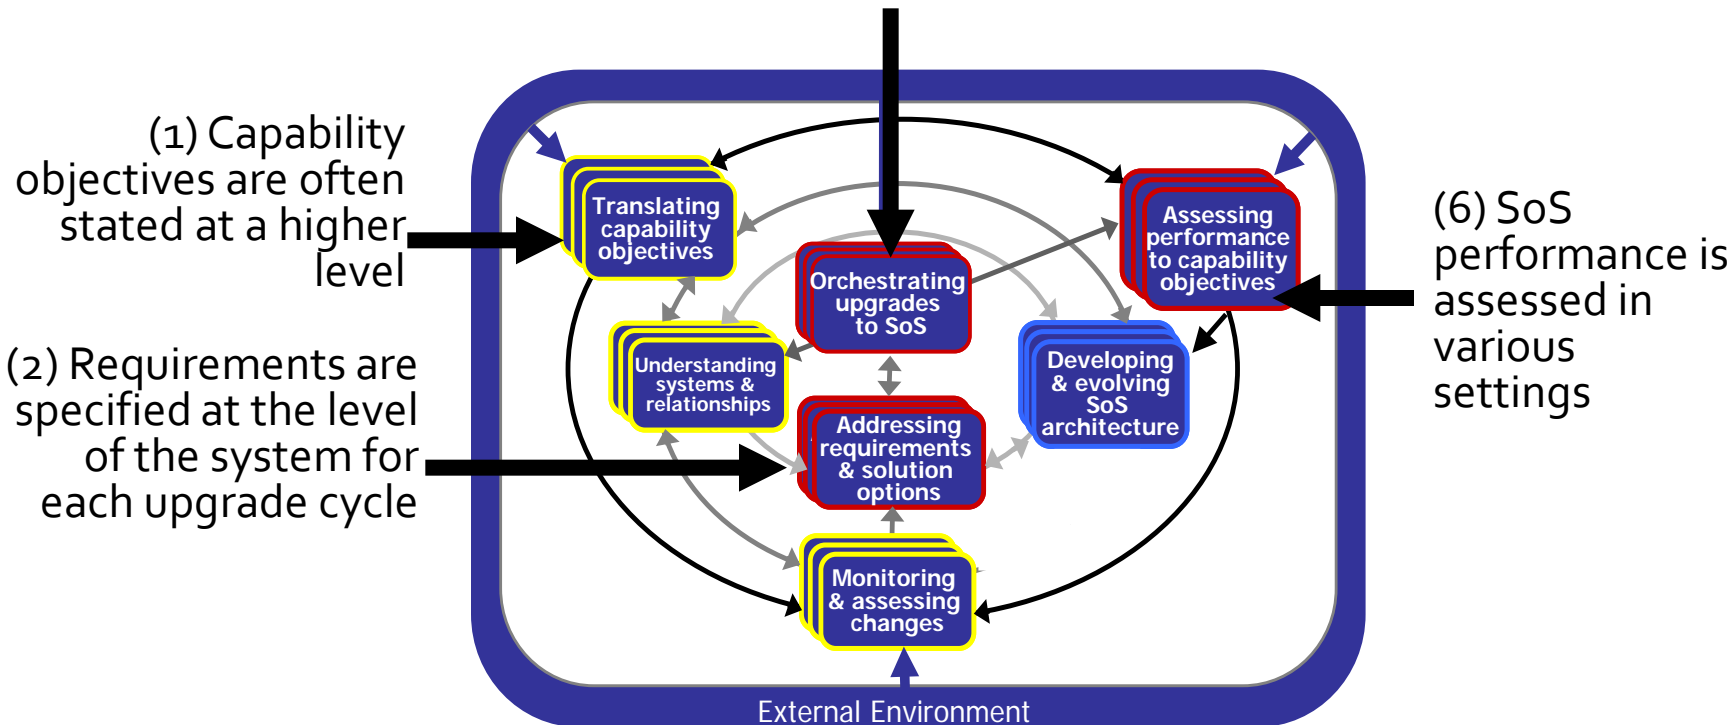 (1) Capability
objectives are often
stated at a higher
level
(2) Requirements are
specified at the level
of the system for
each upgrade cycle
Translating
capability
objectives
Orchestrating
upgrades
to SoS
Assessing
performance
to capability
objectives
Understanding
systems &
relationships
Developing
& evolving
SoS
architecture
Addressing
requirements
& solution
options
Monitoring
& assessing
changes
External Environment
(6) SoS
performance is
assessed in
various
settings